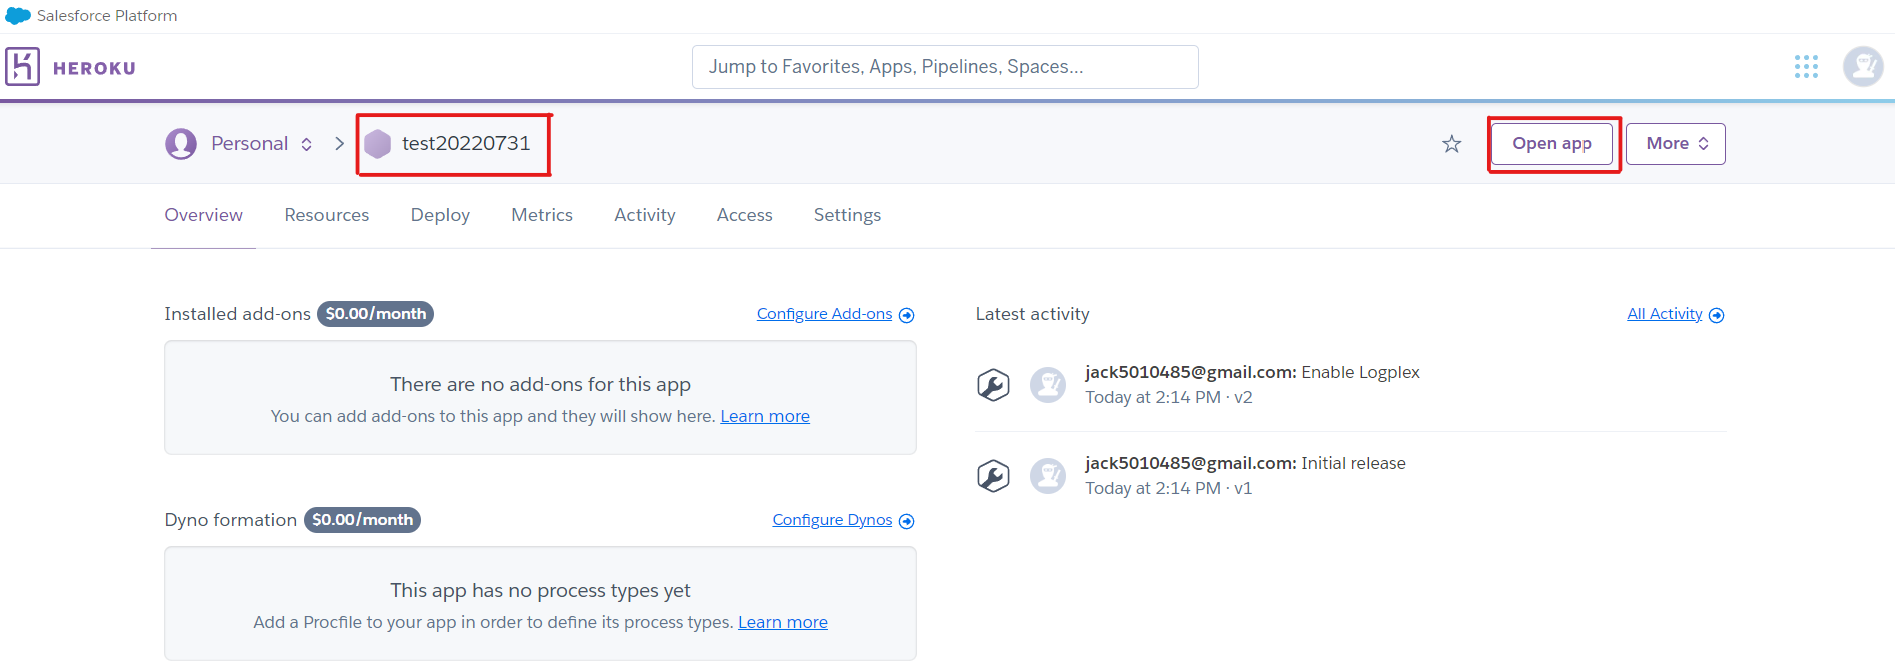 Salesforce Platform
HEROKU
Jump to Favorites, Apps, Pipelines, Spaces...
Personal
test20220731
Open app
More
Overview Resources Deploy Metrics Activity Access Settings
Installed add-ons $0.00/month
Configure Add-ons
There are no add-ons for this app
You can add add-ons to this app and they will show here. Learn more
Dyno formation $0.00/month
Configure Dynos
This app has no process types yet
Add a Procfile to your app in order to define its process types. Learn more
Latest activity
All Activity
jack5010485@gmail.com: Enable Logplex
Today at 2:14 PM · v2
jack5010485@gmail.com: Initial release
Today at 2:14 PM · v1